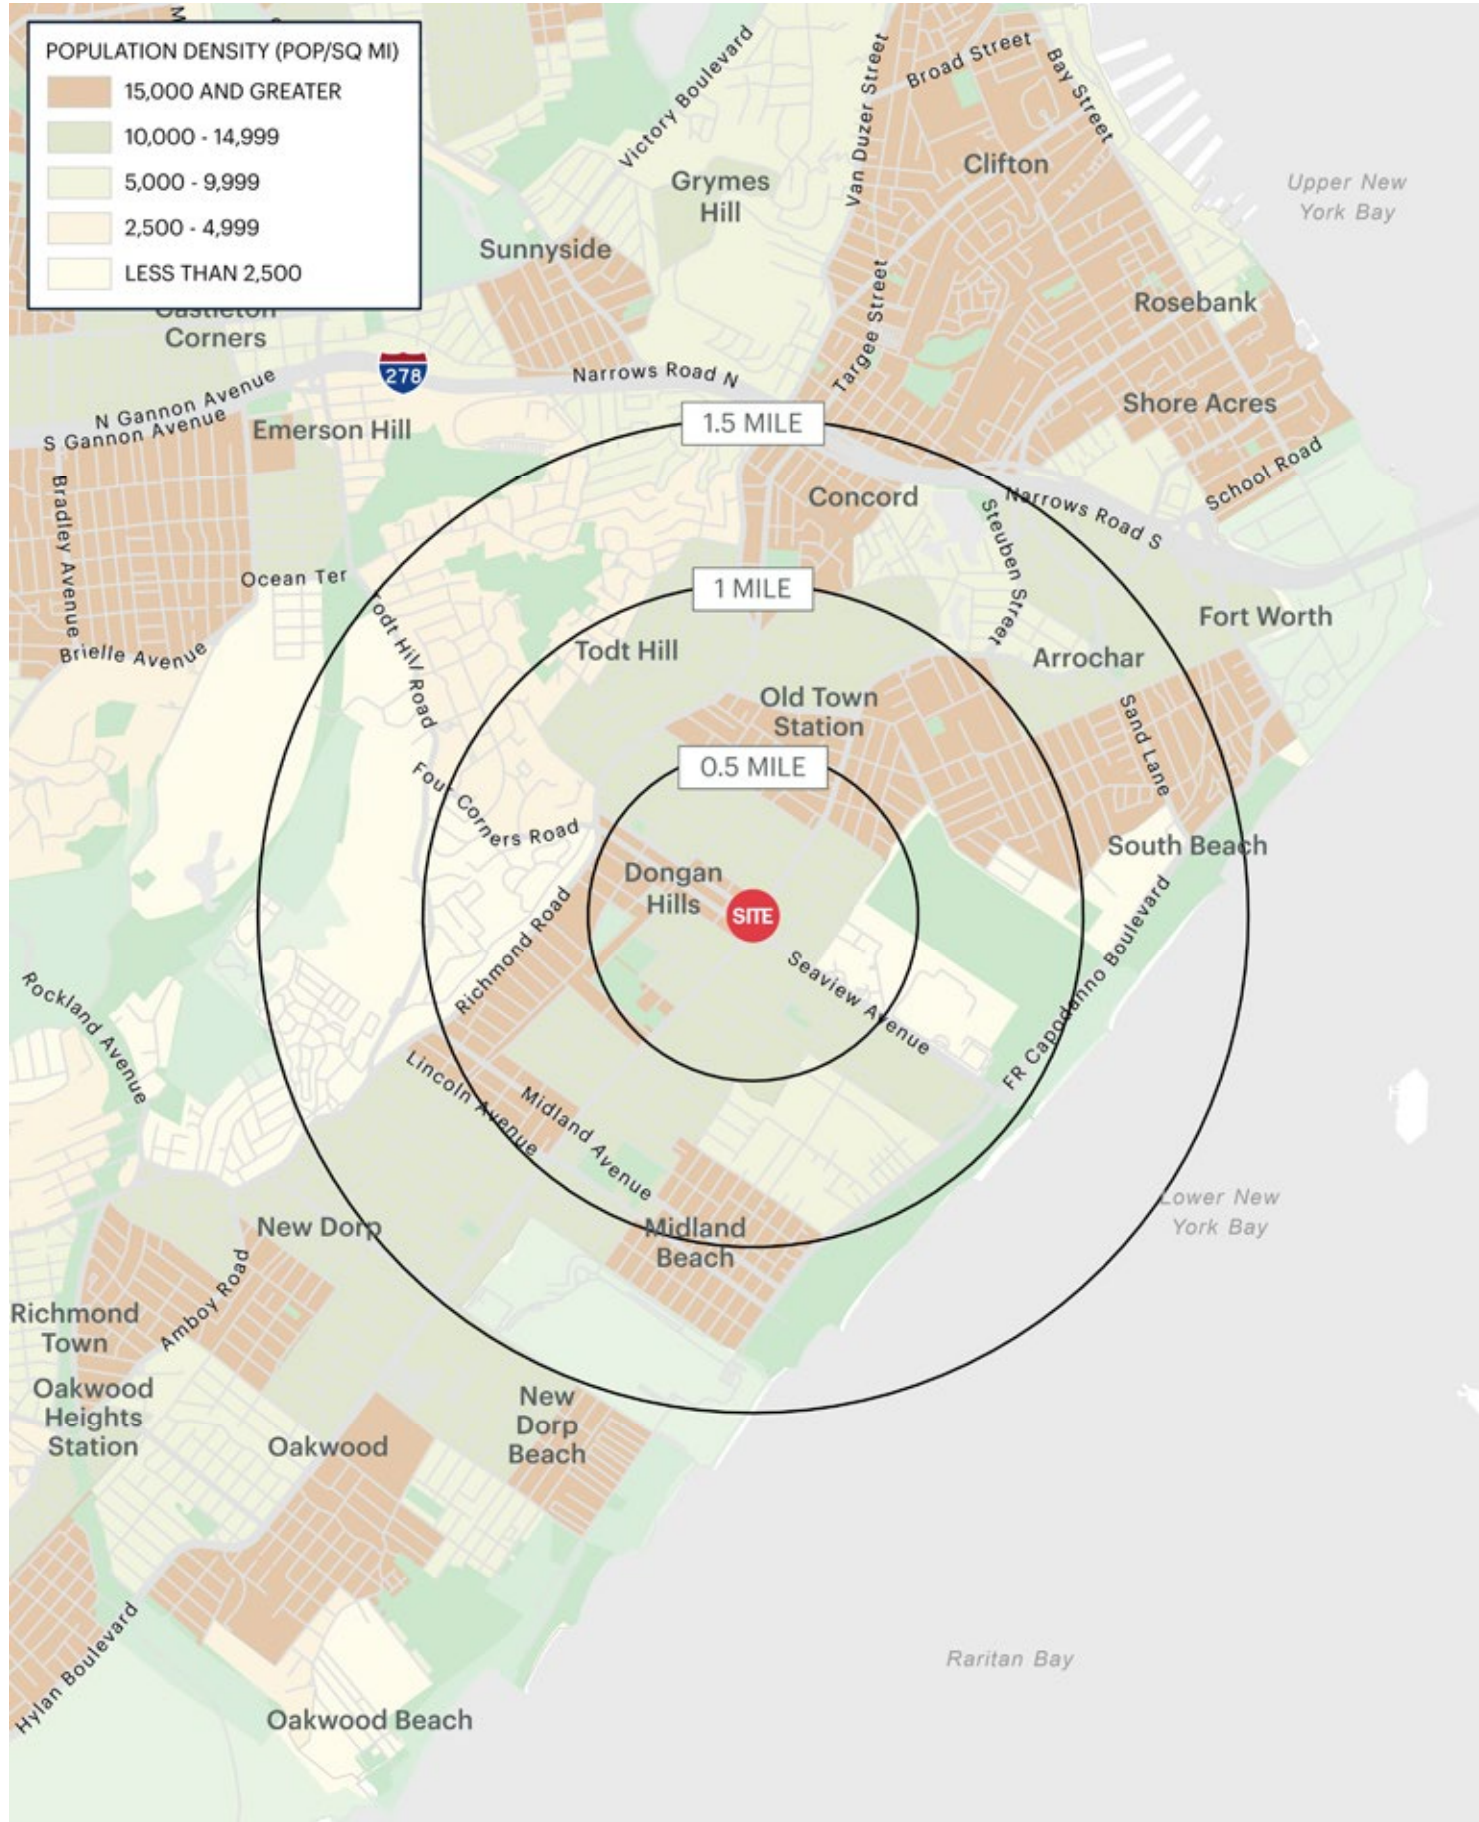 POPULATION DENSITY (POP/SQ MI)
15,000 AND GREATER
10,000 - 14,999
5,000 - 9,999
2,500 - 4,999
LESS THAN 2,500
Victory Boulevard
Van Duzer Street
Broad Street
Bay Street
Clifton
Grymes
Hill
Upper New
York Bay
Sunnyside
Targee Street
Rosebank
Castleton
Corners
278
Narrows Road N
N Gannon Avenue
S Gannon Avenue
Emerson Hill
1.5 MILE
Shore Acres
School Road
Bradley Avenue
Concord
Narrows Road S
Steuben Street
Ocean Ter
1 MILE
Fort Worth
Todt Hill Road
Brielle Avenue
Todt Hill
Arrochar
Old Town
Station
Sand Lane
0.5 MILE
Four Corners Road
South Beach
Dongan
Hills
SITE
Richmond Road
Seaview Avenue
FR Capodanno Boulevard
Rockland Avenue
Lincoln Avenue
Midland Avenue
Lower New
York Bay
New Dorp
Midland
Beach
Amboy Road
Richmond
Town
Oakwood
Heights
Station
Oakwood
New
Dorp
Beach
Hylan Boulevard
Raritan Bay
Oakwood Beach